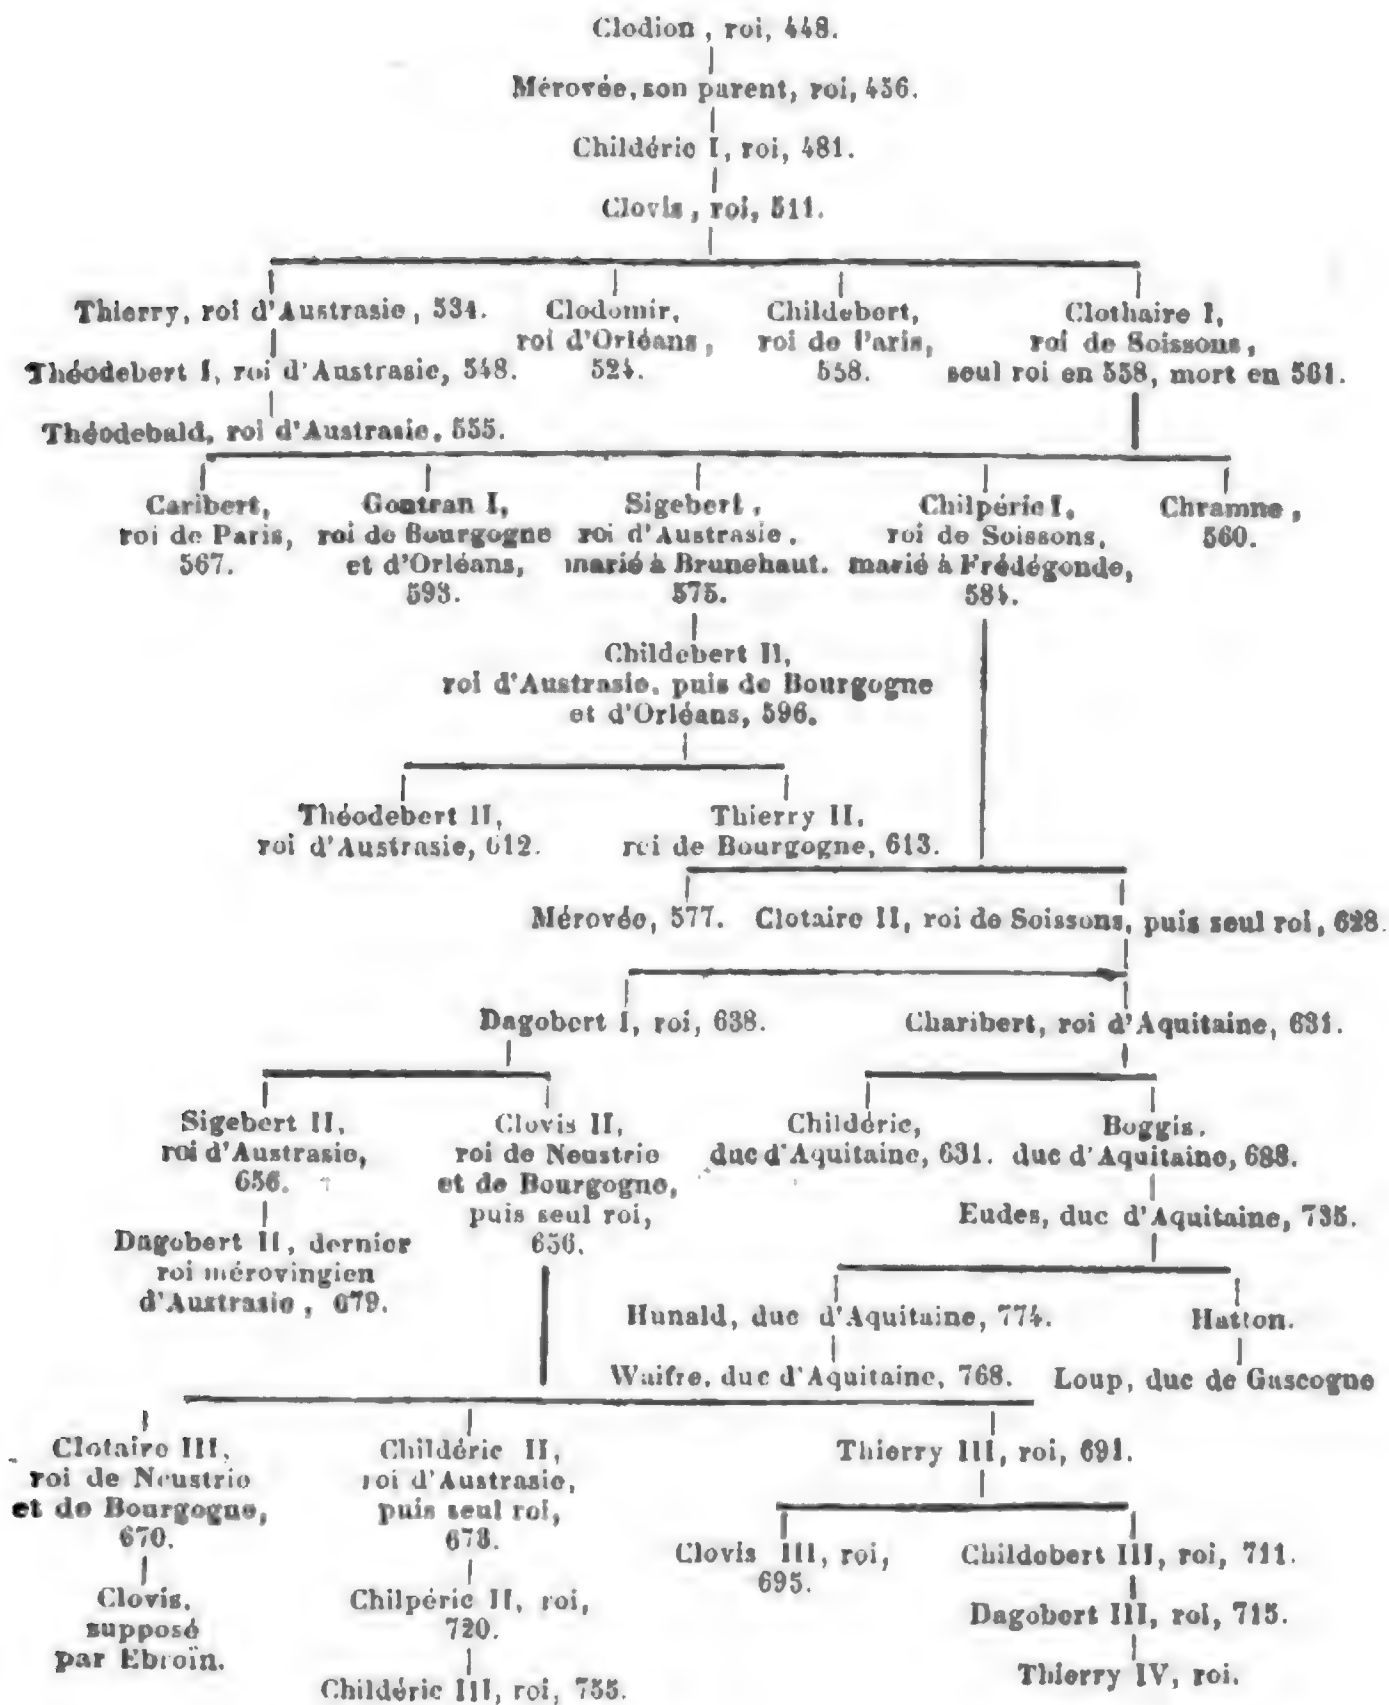 Clodion, roi, 448.
Mérovée, son parent, roi, 456.
Childéric I, roi, 481.
Clovis, roi, 511.
Thierry, roi d'Austrasie, 534.
Théodebert I, roi d'Austrasie, 548.
Théodebald, roi d'Austrasie, 555.
Clodomir,
roi d'Orléans,
524.
Childebert,
roi de Paris,
558.
Clothaire I,
roi de Soissons,
seul roi en 558, mort en 561.
Caribert,
roi de Paris,
567.
Gontran I,
roi de Bourgogne
et d'Orléans,
593.
Sigebert,
roi d'Austrasie,
marié à Brunehaut.
575.
Chilpéric I,
roi de Soissons,
marié à Frédégonde,
584.
Chramne,
560.
Childebert II,
roi d'Austrasie, puis de Bourgogne
et d'Orléans, 596.
Théodebert II,
roi d'Austrasie, 612.
Thierry II,
roi de Bourgogne, 613.
Mérovée, 577.
Clotaire II, roi de Soissons, puis seul roi, 628.
Dagobert I, roi, 638.
Charibert, roi d'Aquitaine, 631.
Sigebert II,
roi d'Austrasie,
656.
Dagobert II, dernier
roi mérovingien
d'Austrasie, 679.
Clovis II,
roi de Neustrie
et de Bourgogne,
puis seul roi,
656.
Childéric,
duc d'Aquitaine, 631.
Boggis,
duc d'Aquitaine, 688.
Eudes, duc d'Aquitaine, 735.
Hunald, duc d'Aquitaine, 774.
Waifre, duc d'Aquitaine, 768.
Hatton.
Loup, duc de Gascogne
Clotaire III,
roi de Neustrie
et de Bourgogne,
670.
Clovis,
supposé
par Ebroïn.
Childéric II,
roi d'Austrasie,
puis seul roi,
673.
Chilpéric II, roi,
720.
Childéric III, roi, 755.
Thierry III, roi, 691.
Clovis III, roi,
695.
Childebert III, roi, 711.
Dagobert III, roi, 715.
Thierry IV, roi.